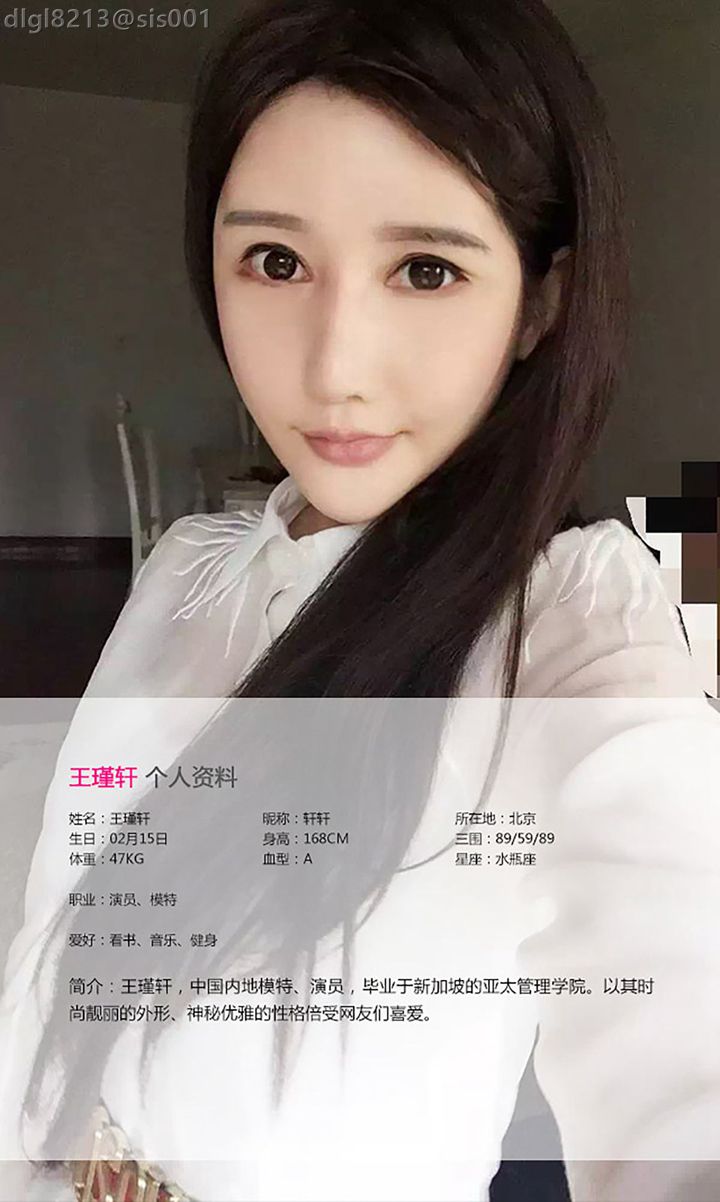 dlgl8213@sis001
王瑾轩 个人资料
姓名：王瑾轩 昵称：轩轩 所在地：北京
生日：02月15日 身高：168CM 三围：89/59/89
体重：47KG 血型：A 星座：水瓶座
职业：演员、模特
爱好：看书、音乐、健身
简介：王瑾轩，中国内地模特、演员，毕业于新加坡的亚太管理学院。以其时
尚靓丽的外形、神秘优雅的性格倍受网友们喜爱。